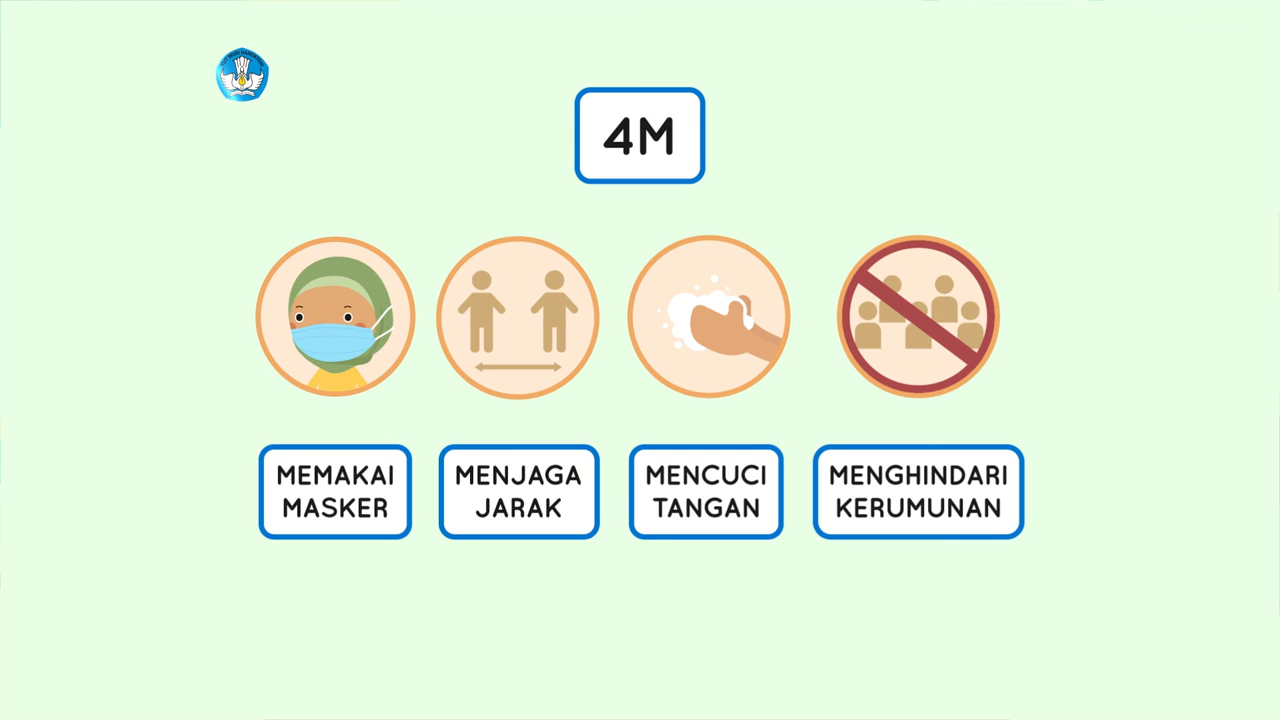 4M
MEMAKAI
MASKER
MENJAGA
JARAK
MENCUCI
TANGAN
MENGHINDARI
KERUMUNAN